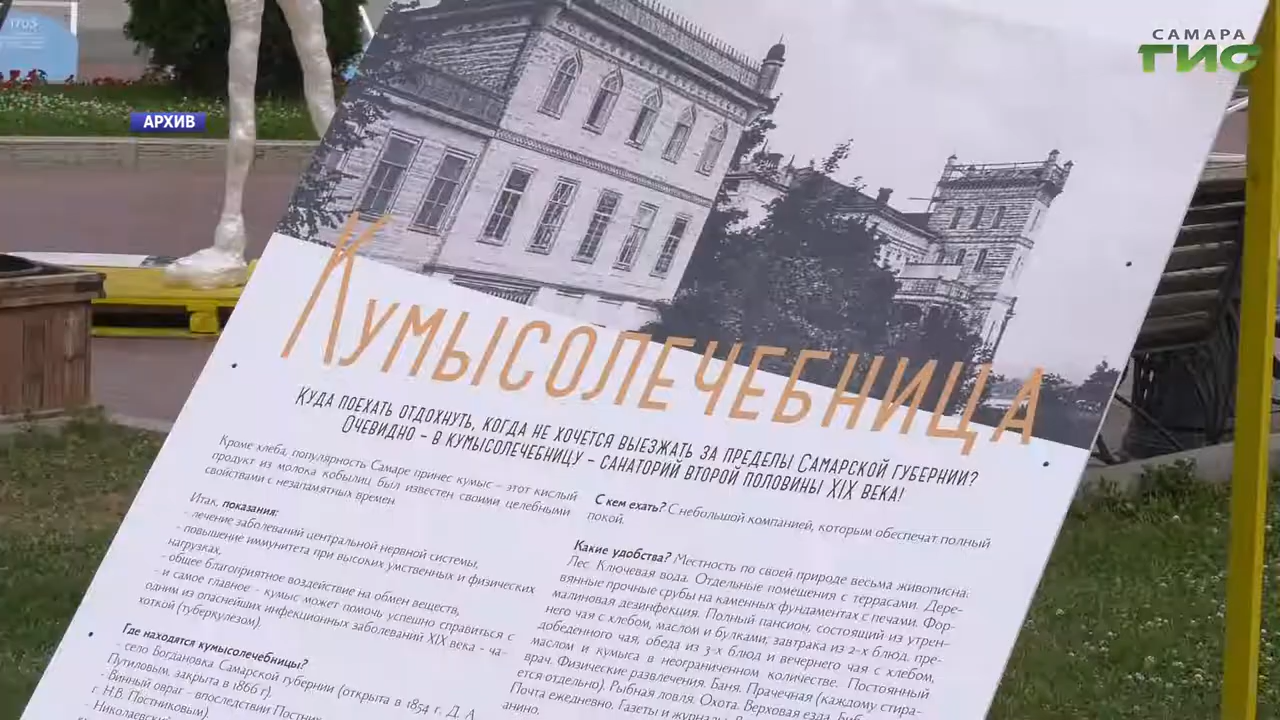 1703
САМАРА
ГИС
АРХИВ
КУМЫСОЛЕЧЕБНИЦА
КУДА ПОЕХАТЬ ОТДОХНУТЬ, КОГДА НЕ ХОЧЕТСЯ ВЫЕЗЖАТЬ ЗА ПРЕДЕЛЫ САМАРСКОЙ ГУБЕРНИИ?
ОЧЕВИДНО – В КУМЫСОЛЕЧЕБНИЦУ – САНАТОРИЙ ВТОРОЙ ПОЛОВИНЫ XIX ВЕКА!
Кроме хлеба, популярность Самаре принес кумыс – этот кислый
продукт из молока кобылиц был известен своими целебными
свойствами с незапамятных времен.
Итак, показания:
- лечение заболеваний центральной нервной системы,
- повышение иммунитета при высоких умственных и физических
нагрузках,
- общее благоприятное воздействие на обмен веществ,
- и самое главное - кумыс может помочь успешно справиться с
одним из опаснейших инфекционных заболеваний XIX века - ча-
хоткой (туберкулезом).
Где находятся кумысолечебницы?
- село Богдановка Самарской губернии (открыта в 1854 г. Д. А.
Путиловым, закрыта в 1866 г).
- Винный овраг - впоследствии Постник
г. Н.В. Постниковым)
- Николаевски
С кем ехать? С небольшой компанией, которым обеспечат полный
покой.
Какие удобства? Местность по своей природе весьма живописна.
Лес. Ключевая вода. Отдельные помещения с террасами. Дере-
вянные прочные срубы на каменных фундаментах с печами. Фор-
малиновая дезинфекция. Полный пансион, состоящий из утрен-
него чая с хлебом, маслом и булками; завтрака из 2-х блюд, пре-
добеденного чая, обеда из 3-х блюд и вечернего чая с хлебом,
маслом и кумыса в неограниченном количестве. Постоянный
врач. Физические развлечения. Баня. Прачечная (каждому стира-
ется отдельно). Рыбная ловля. Охота. Верховая езда. Биб
Почта ежедневно. Газеты и журналы.
анино.